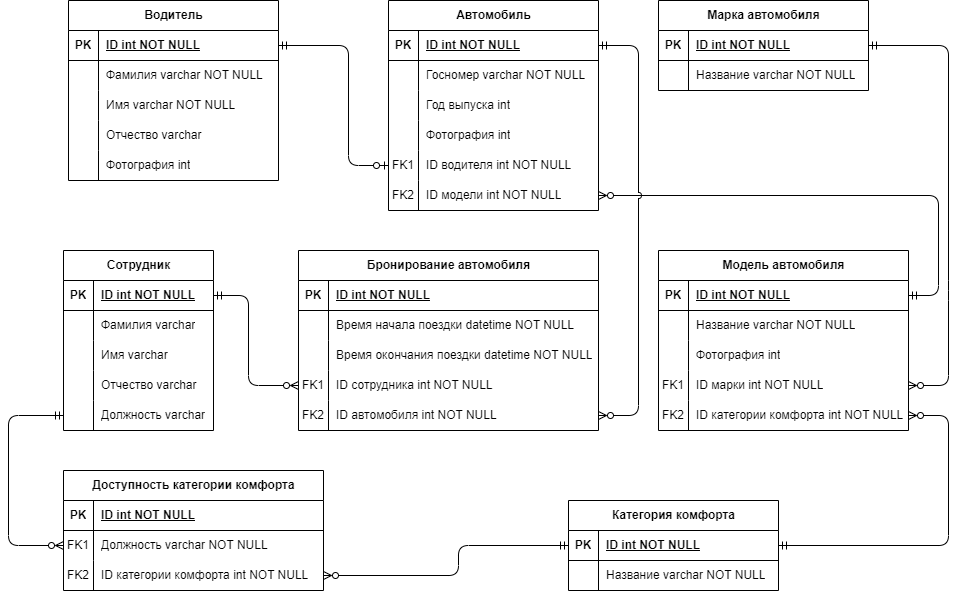 Водитель
PK ID int NOT NULL
Фамилия varchar NOT NULL
Имя varchar NOT NULL
Отчество varchar
Фотография int
Автомобиль
PK ID int NOT NULL
Госномер varchar NOT NULL
Год выпуска int
Фотография int
FK1 ID водителя int NOT NULL
FK2 ID модели int NOT NULL
Марка автомобиля
PK ID int NOT NULL
Название varchar NOT NULL
Сотрудник
PK ID int NOT NULL
Фамилия varchar
Имя varchar
Отчество varchar
Должность varchar
Бронирование автомобиля
PK ID int NOT NULL
Время начала поездки datetime NOT NULL
Время окончания поездки datetime NOT NULL
FK1 ID сотрудника int NOT NULL
FK2 ID автомобиля int NOT NULL
Модель автомобиля
PK ID int NOT NULL
Название varchar NOT NULL
Фотография int
FK1 ID марки int NOT NULL
FK2 ID категории комфорта int NOT NULL
Доступность категории комфорта
PK ID int NOT NULL
FK1 Должность varchar NOT NULL
FK2 ID категории комфорта int NOT NULL
Категория комфорта
PK ID int NOT NULL
Название varchar NOT NULL